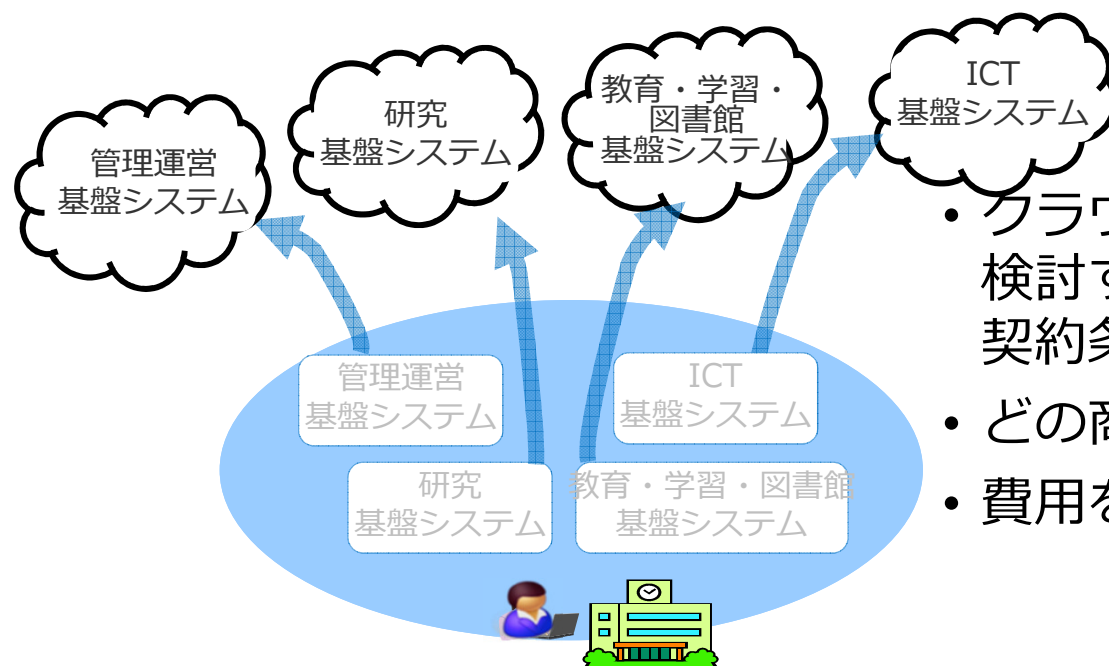 管理運営
基盤システム
研究
基盤システム
教育・学習・
図書館
基盤システム
ICT
基盤システム
管理運営
基盤システム
ICT
基盤システム
研究
基盤システム
教育・学習・図書館
基盤システム
• クラウ
検討す
契約条
• どの商
• 費用を